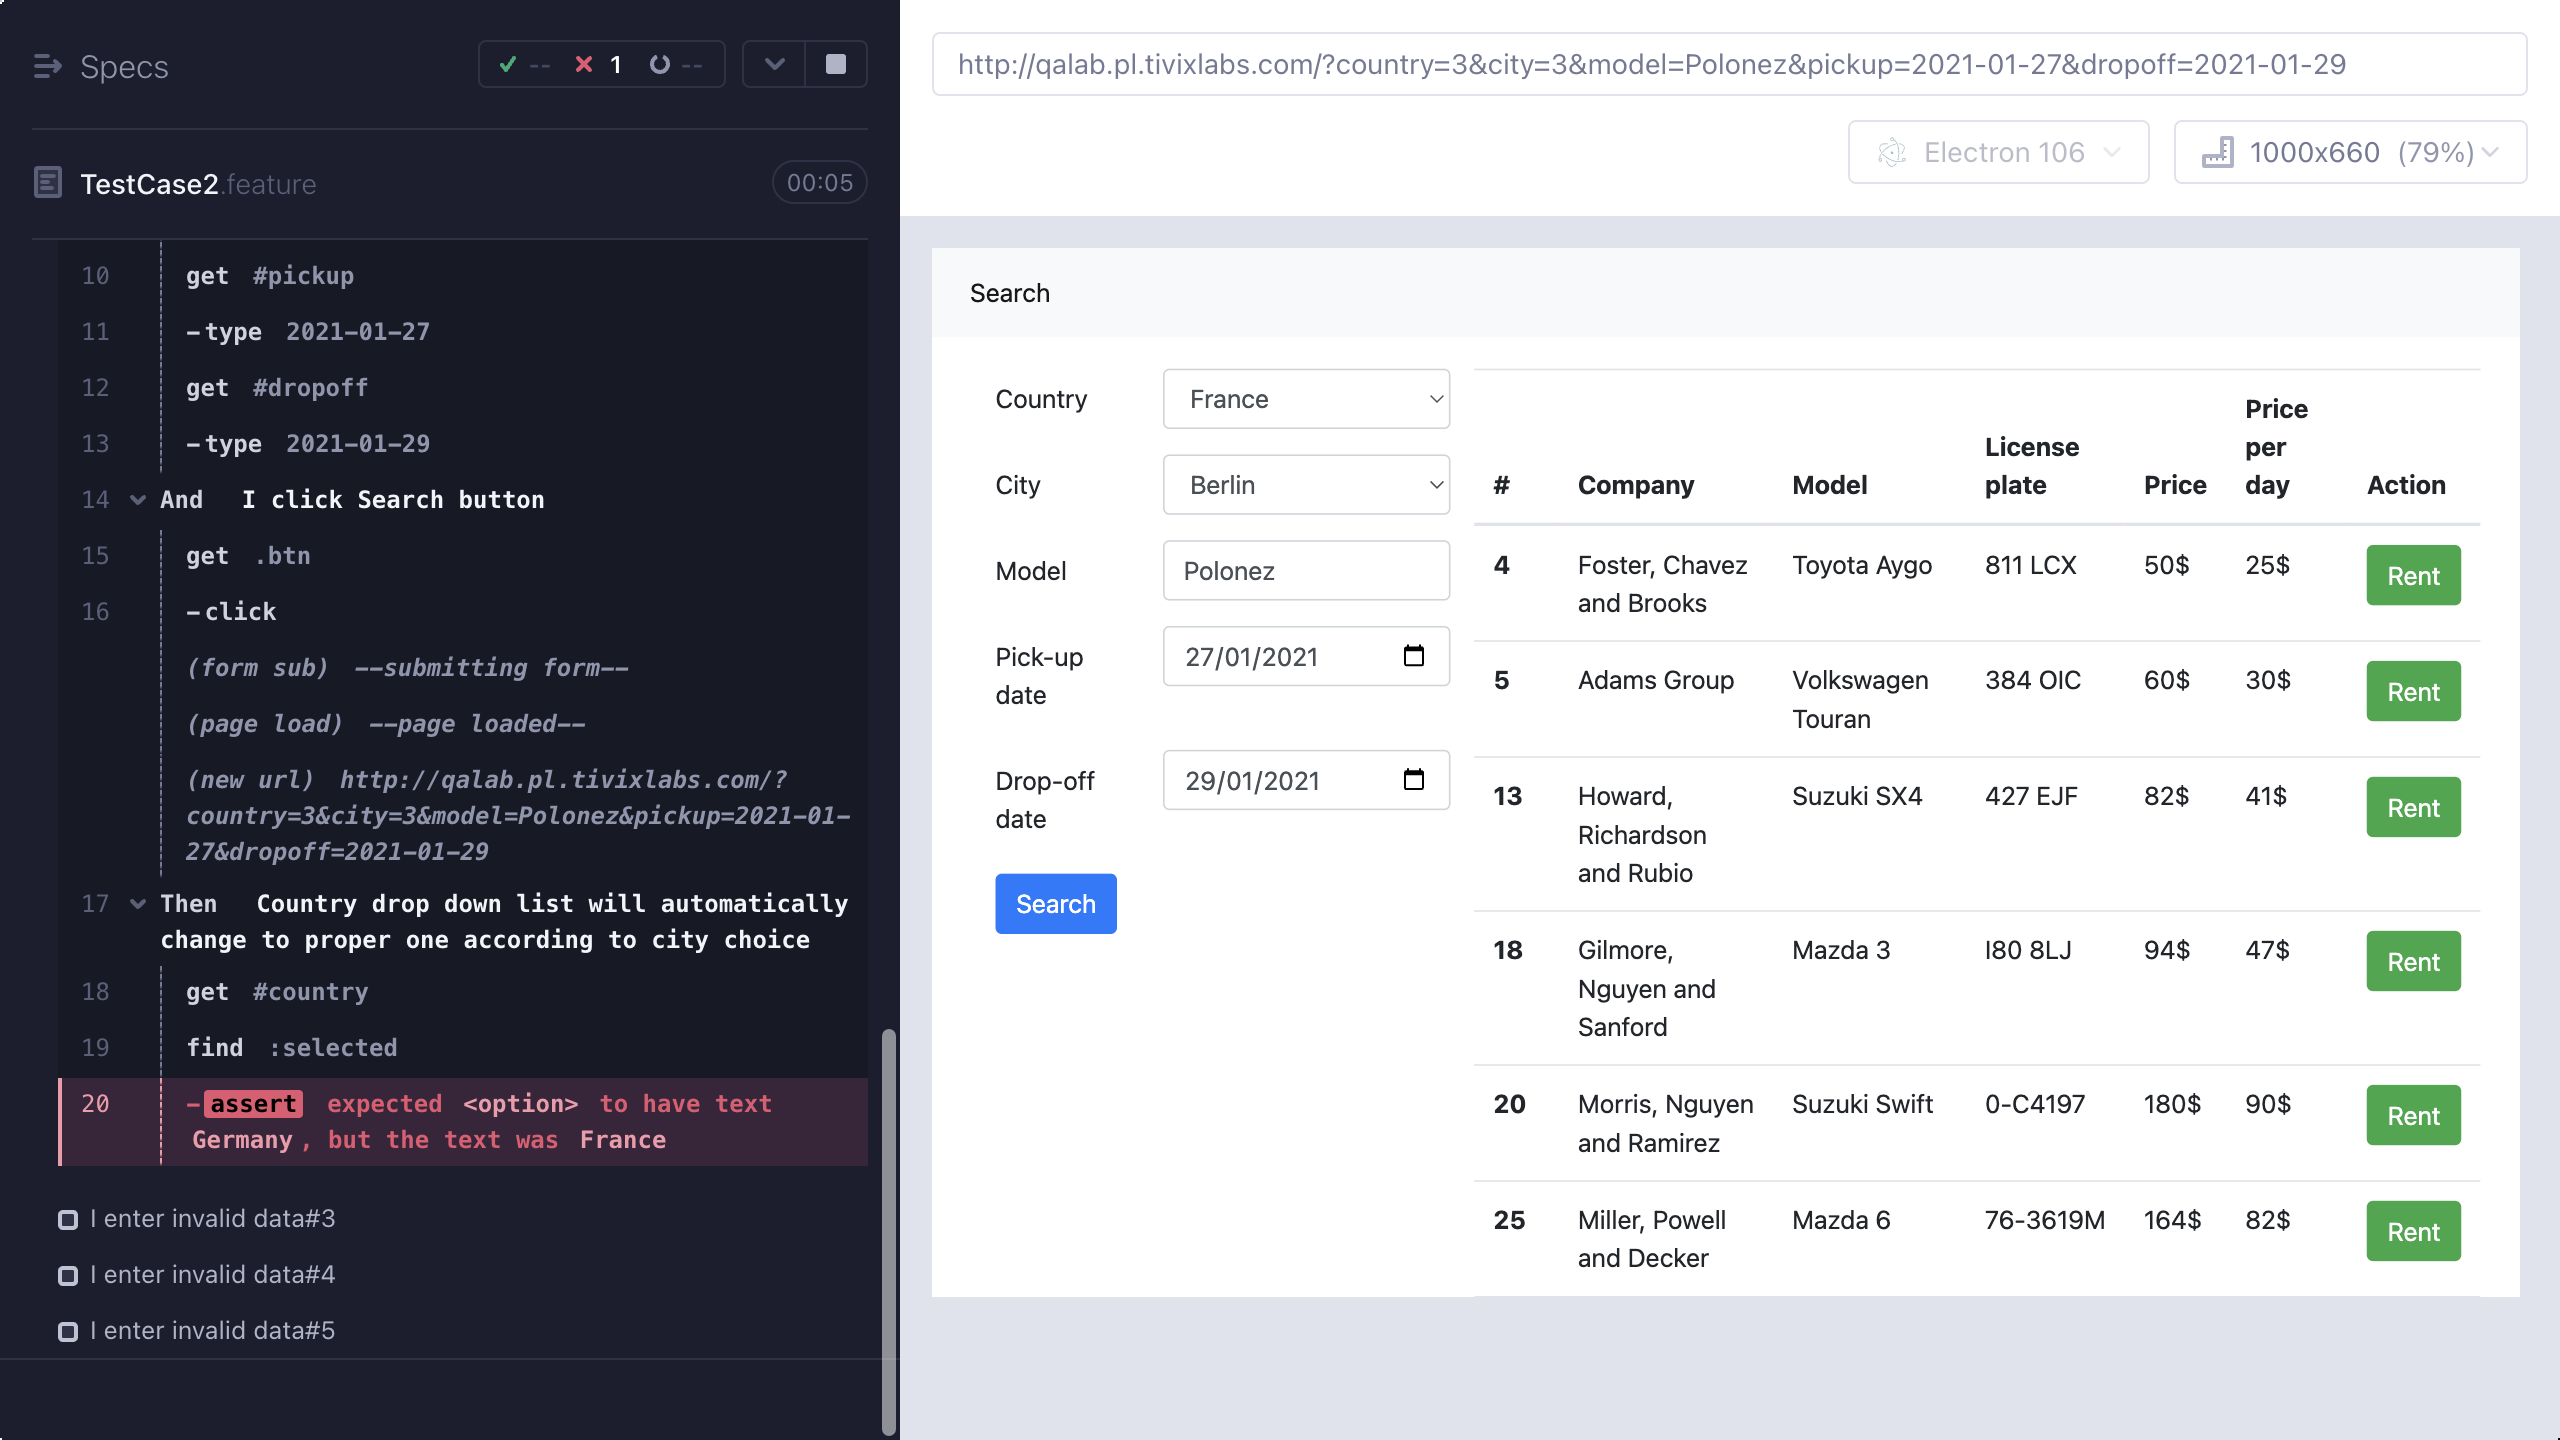 Specs
-- 1 --
TestCase2.feature 00:05
10 get #pickup
11 -type 2021-01-27
12 get #dropoff
13 -type 2021-01-29
14 And I click Search button
15 get .btn
16 -click
(form sub) --submitting form--
(page load) --page loaded--
(new url) http://qalab.pl.tivixlabs.com/?
country=3&city=3&model=Polonez&pickup=2021-01-
27&dropoff=2021-01-29
17 Then Country drop down list will automatically
change to proper one according to city choice
18 get #country
19 find :selected
20 -assert expected <option> to have text
Germany, but the text was France
I enter invalid data#3
I enter invalid data#4
I enter invalid data#5
http://qalab.pl.tivixlabs.com/?country=3&city=3&model=Polonez&pickup=2021-01-27&dropoff=2021-01-29
Electron 106 1000x660 (79%)
Search
Country France
City Berlin
Model Polonez
Pick-up
date
27/01/2021
Drop-off
date
29/01/2021
Search
# Company Model License
plate Price Price
per
day Action
4 Foster, Chavez
and Brooks Toyota Aygo 811 LCX 50$ 25$ Rent
5 Adams Group Volkswagen
Touran 384 OIC 60$ 30$ Rent
13 Howard,
Richardson
and Rubio Suzuki SX4 427 EJF 82$ 41$ Rent
18 Gilmore,
Nguyen and
Sanford Mazda 3 I80 8LJ 94$ 47$ Rent
20 Morris, Nguyen
and Ramirez Suzuki Swift 0-C4197 180$ 90$ Rent
25 Miller, Powell
and Decker Mazda 6 76-3619M 164$ 82$ Rent